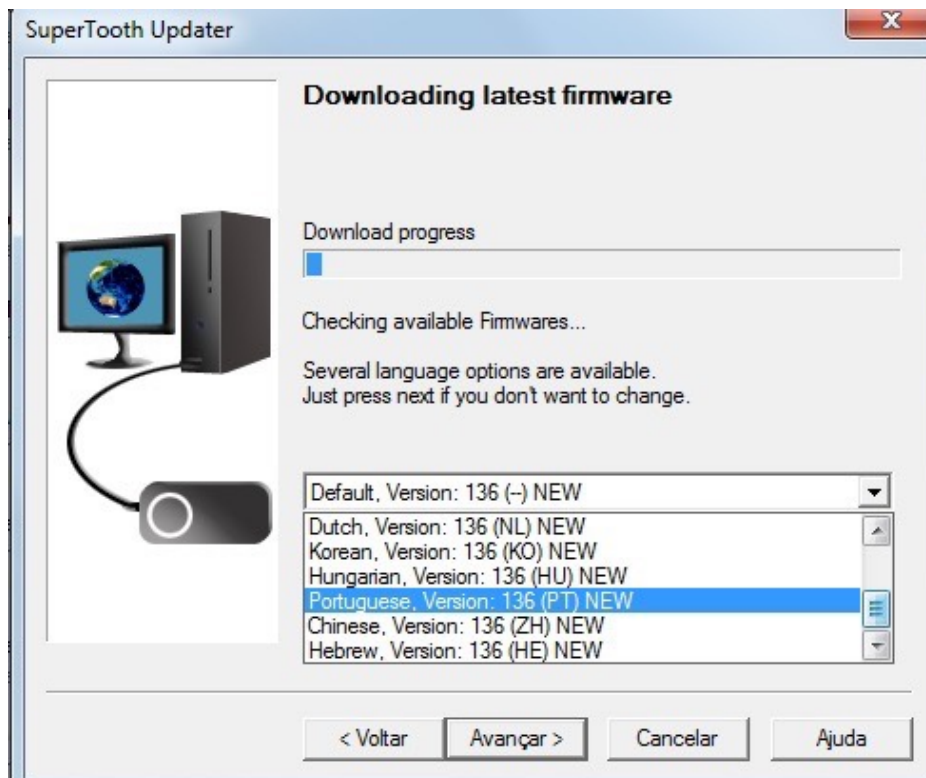 SuperTooth Updater
Downloading latest firmware
Download progress
Checking available Firmwares...
Several language options are available.
Just press next if you don't want to change.
Default, Version: 136 (--) NEW
Dutch, Version: 136 (NL) NEW
Korean, Version: 136 (KO) NEW
Hungarian, Version: 136 (HU) NEW
Portuguese, Version: 136 (PT) NEW
Chinese, Version: 136 (ZH) NEW
Hebrew, Version: 136 (HE) NEW
< Voltar Avançar > Cancelar Ajuda